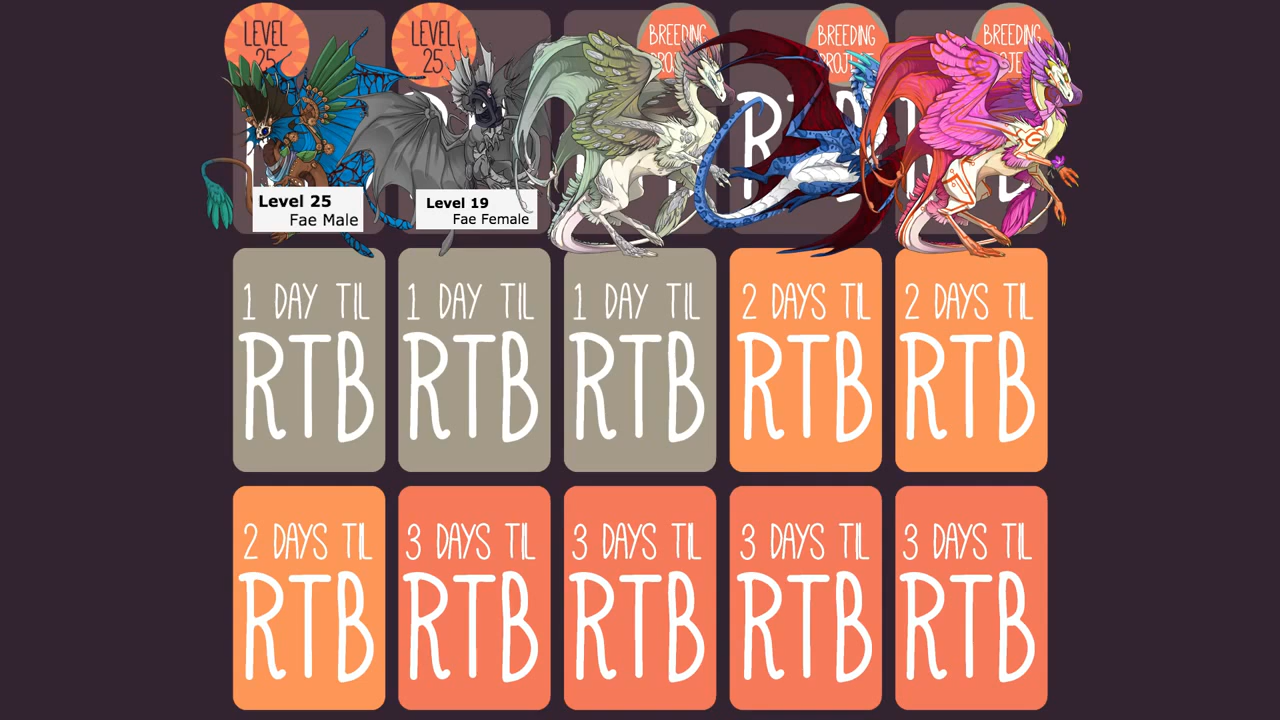 LEVEL
25
LEVEL
25
BREEDING
BREEDING
BREEDING
Level 25
Fae Male
Level 19
Fae Female
1 DAY TIL
RTB
1 DAY TIL
RTB
1 DAY TIL
RTB
2 DAYS TIL
RTB
2 DAYS TIL
RTB
2 DAYS TIL
RTB
3 DAYS TIL
RTB
3 DAYS TIL
RTB
3 DAYS TIL
RTB
3 DAYS TIL
RTB